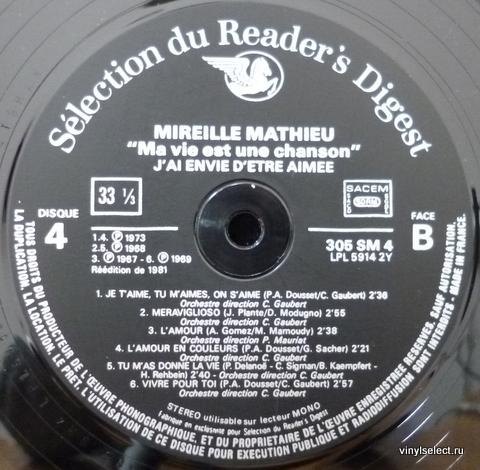 Sélection du Reader's Digest
MIREILLE MATHIEU
"Ma vie est une chanson"
J'AI ENVIE D'ETRE AIMEE
33 1/3
SACEM
DISQUE
4
FACE
B
1.4. Ⓟ 1973
2.5. Ⓟ 1968
3. Ⓟ 1967 - 6. Ⓟ 1969
Réédition de 1981
305 SM 4
LPL 5914 2Y
1. JE T'AIME, TU M'AIMES, ON S'AIME (P.A. Dousset/C. Gaubert) 2'36
Orchestre direction C. Gaubert
2. MERAVIGLIOSO (J. Plante/D. Modugno) 2'55
Orchestre direction C. Gaubert
3. L'AMOUR (A. Gomez/M. Mamoudy) 2'38
Orchestre direction P. Mauriat
4. L'AMOUR EN COULEURS (P.A. Dousset/G. Sacher) 2'21
Orchestre direction C. Gaubert
5. TU M'AS DONNE LA VIE (P. Delanoë - C. Sigman/B. Kaempfert -
H. Rehbein) 2'40 - Orchestre direction C. Gaubert
6. VIVRE POUR TOI (P.A. Dousset/C. Gaubert) 2'57
Orchestre direction C. Gaubert
STEREO utilisable sur lecteur MONO
Fabriqué en exclusivité pour Sélection du Reader's Digest
TOUS DROITS DU PRODUCTEUR DE L'ŒUVRE PHONOGRAPHIQUE, ET DU PROPRIETAIRE DE L'ŒUVRE ENREGISTREE RESERVES, SAUF AUTORISATION,
LA DUPLICATION, LA LOCATION, LE PRET, L'UTILISATION DE CE DISQUE POUR EXECUTION PUBLIQUE ET RADIODIFFUSION SONT INTERDITS - MADE IN FRANCE.
vinylselect.ru